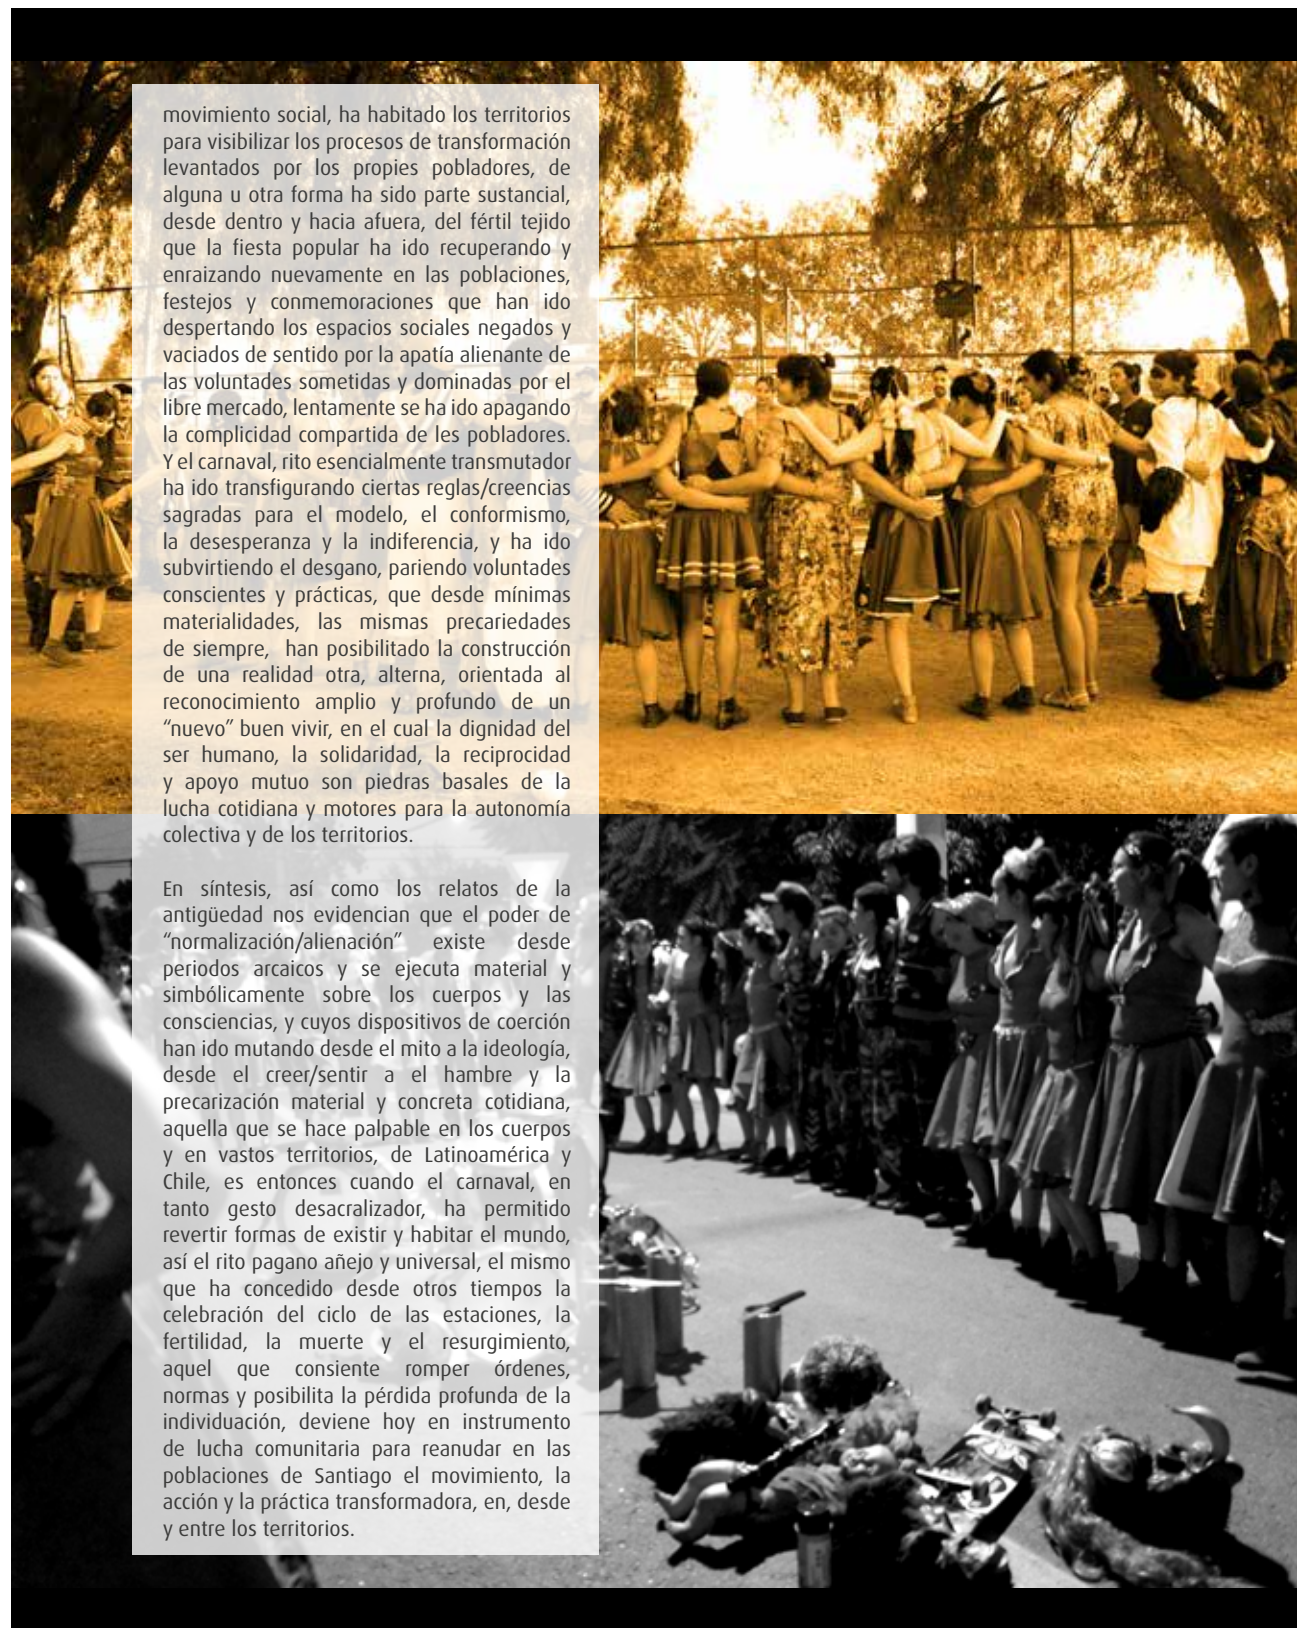 movimiento social, ha habitado los territorios
para visibilizar los procesos de transformación
levantados por los propies pobladores, de
alguna u otra forma ha sido parte sustancial,
desde dentro y hacia afuera, del fértil tejido
que la fiesta popular ha ido recuperando y
enraizando nuevamente en las poblaciones,
festejos y conmemoraciones que han ido
despertando los espacios sociales negados y
vaciados de sentido por la apatía alienante de
las voluntades sometidas y dominadas por el
libre mercado, lentamente se ha ido apagando
la complicidad compartida de les pobladores.
Y el carnaval, rito esencialmente transmutador
ha ido transfigurando ciertas reglas/creencias
sagradas para el modelo, el conformismo,
la desesperanza y la indiferencia, y ha ido
subvirtiendo el desgano, pariendo voluntades
conscientes y prácticas, que desde mínimas
materialidades, las mismas precariedades
de siempre, han posibilitado la construcción
de una realidad otra, alterna, orientada al
reconocimiento amplio y profundo de un
“nuevo” buen vivir, en el cual la dignidad del
ser humano, la solidaridad, la reciprocidad
y apoyo mutuo son piedras basales de la
lucha cotidiana y motores para la autonomía
colectiva y de los territorios.
En síntesis, así como los relatos de la
antigüedad nos evidencian que el poder de
“normalización/alienación” existe desde
periodos arcaicos y se ejecuta material y
simbólicamente sobre los cuerpos y las
consciencias, y cuyos dispositivos de coerción
han ido mutando desde el mito a la ideología,
desde el creer/sentir a el hambre y la
precarización material y concreta cotidiana,
aquella que se hace palpable en los cuerpos
y en vastos territorios, de Latinoamérica y
Chile, es entonces cuando el carnaval, en
tanto gesto desacralizador, ha permitido
revertir formas de existir y habitar el mundo,
así el rito pagano añejo y universal, el mismo
que ha concedido desde otros tiempos la
celebración del ciclo de las estaciones, la
fertilidad, la muerte y el resurgimiento,
aquel que consiente romper órdenes,
normas y posibilita la pérdida profunda de la
individuación, deviene hoy en instrumento
de lucha comunitaria para reanudar en las
poblaciones de Santiago el movimiento, la
acción y la práctica transformadora, en, desde
y entre los territorios.